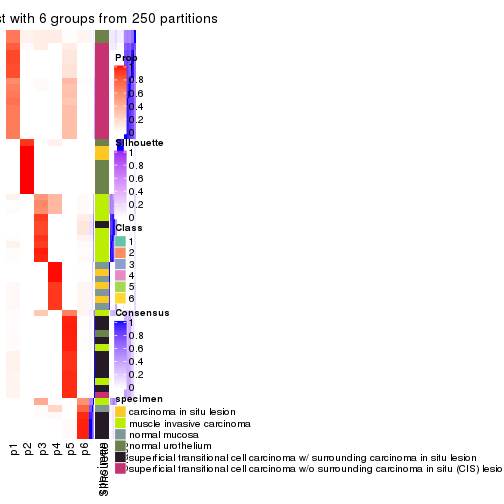 st with 6 groups from 250 partitions
Prob
1
0.8
0.6
0.4
0.2
0
Silhouette
1
0.8
0.6
0.4
0.2
0
Class
1
2
3
4
5
6
Consensus
1
0.8
0.6
0.4
0.2
0
specimen
carcinoma in situ lesion
muscle invasive carcinoma
normal mucosa
normal urothelium
superficial transitional cell carcinoma w/ surrounding carcinoma in situ lesion
superficial transitional cell carcinoma w/o surrounding carcinoma in situ (CIS) lesio
p1
p2
p3
p4
p5
p6
specimen